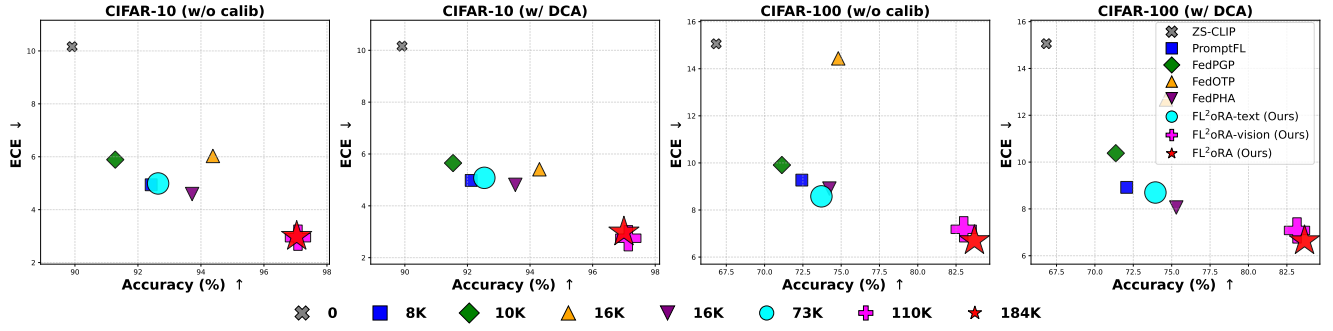 CIFAR-10 (w/o calib)
10
8
6
4
2
ECE ↓
90
92
94
96
98
Accuracy (%) ↑
CIFAR-10 (w/ DCA)
10
8
6
4
2
ECE ↓
90
92
94
96
98
Accuracy (%) ↑
CIFAR-100 (w/o calib)
16
14
12
10
8
6
ECE ↓
67.5
70.0
72.5
75.0
77.5
80.0
82.5
Accuracy (%) ↑
CIFAR-100 (w/ DCA)
16
14
12
10
8
6
ECE ↓
67.5
70.0
72.5
75.0
77.5
80.0
82.5
Accuracy (%) ↑
ZS-CLIP
PromptFL
FedPGP
FedOTP
FedPHA
FL²oRA-text (Ours)
FL²oRA-vision (Ours)
FL²oRA (Ours)
0
8K
10K
16K
16K
73K
110K
184K